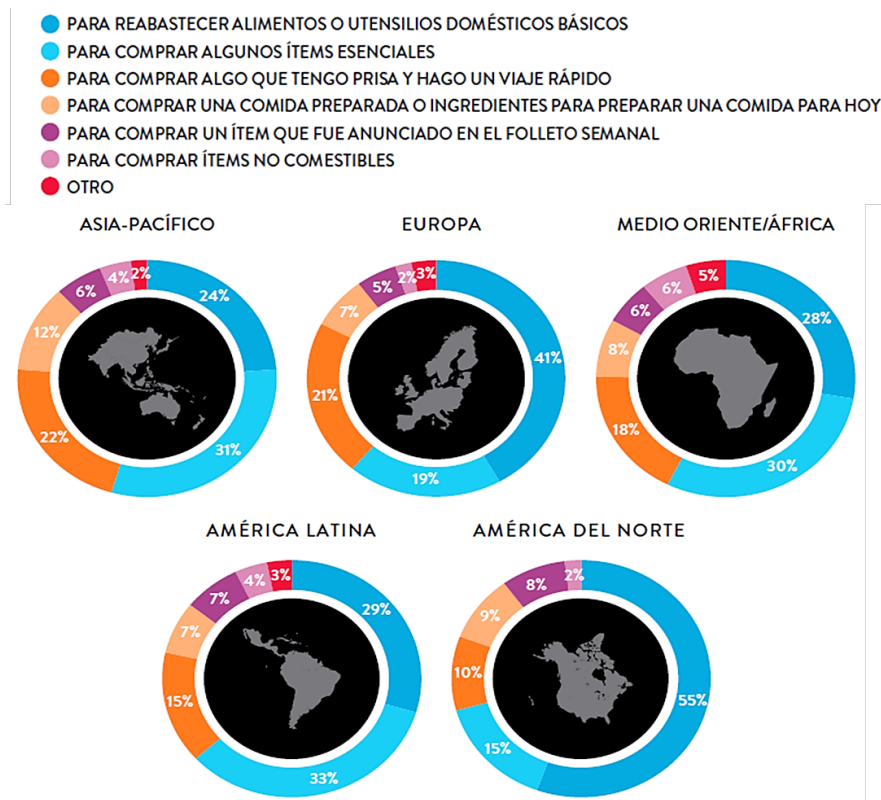 PARA REABASTECER ALIMENTOS O UTENSILIOS DOMÉSTICOS BÁSICOS
PARA COMPRAR ALGUNOS ÍTEMS ESENCIALES
PARA COMPRAR ALGO QUE TENGO PRISA Y HAGO UN VIAJE RÁPIDO
PARA COMPRAR UNA COMIDA PREPARADA O INGREDIENTES PARA PREPARAR UNA COMIDA PARA HOY
PARA COMPRAR UN ÍTEM QUE FUE ANUNCIADO EN EL FOLLETO SEMANAL
PARA COMPRAR ÍTEMS NO COMESTIBLES
OTRO
ASIA-PACÍFICO
24%
31%
22%
12%
6%
4%
2%
EUROPA
41%
19%
21%
7%
5%
2%
3%
MEDIO ORIENTE/ÁFRICA
28%
30%
18%
8%
6%
6%
5%
AMÉRICA LATINA
29%
33%
15%
7%
7%
4%
3%
AMÉRICA DEL NORTE
55%
15%
10%
9%
8%
2%